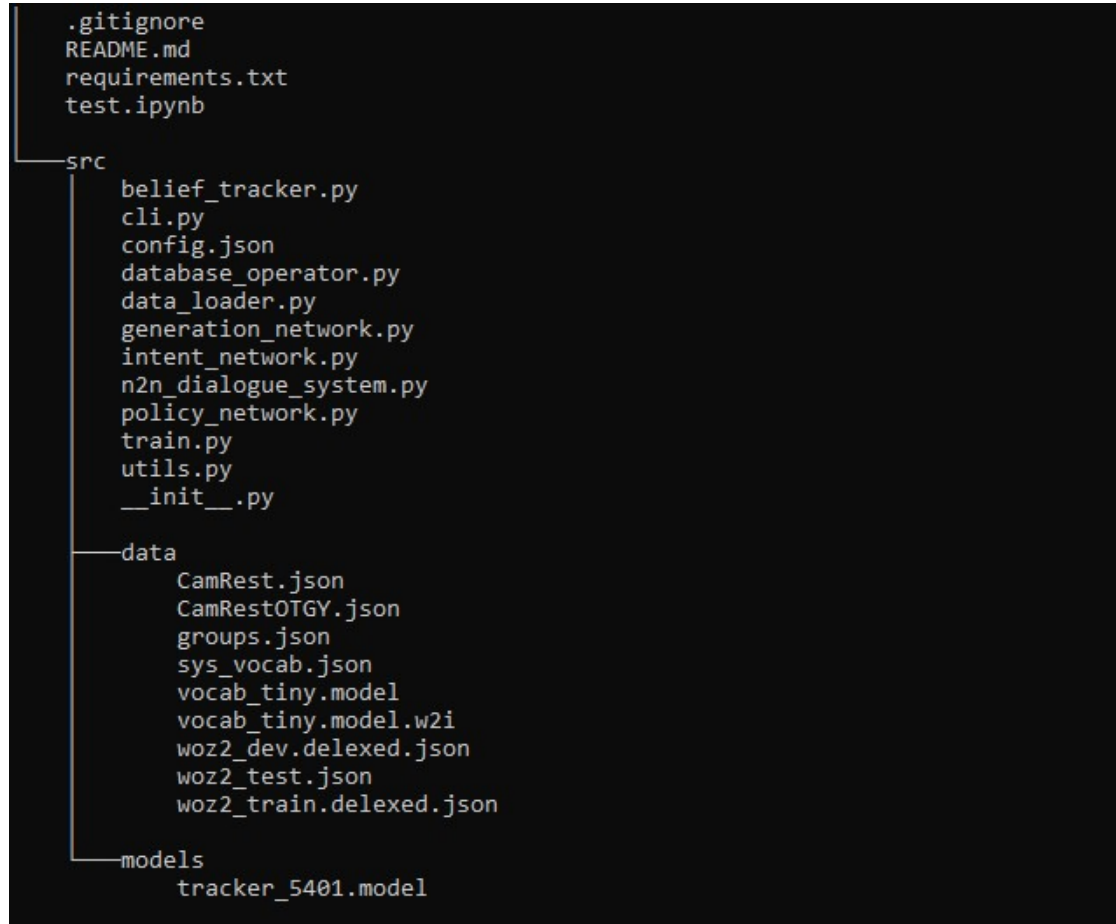 .gitignore
README.md
requirements.txt
test.ipynb
src
belief_tracker.py
cli.py
config.json
database_operator.py
data_loader.py
generation_network.py
intent_network.py
n2n_dialogue_system.py
policy_network.py
train.py
utils.py
__init__.py
data
CamRest.json
CamRestOTGY.json
groups.json
sys_vocab.json
vocab_tiny.model
vocab_tiny.model.w2i
woz2_dev.delexed.json
woz2_test.json
woz2_train.delexed.json
models
tracker_5401.model